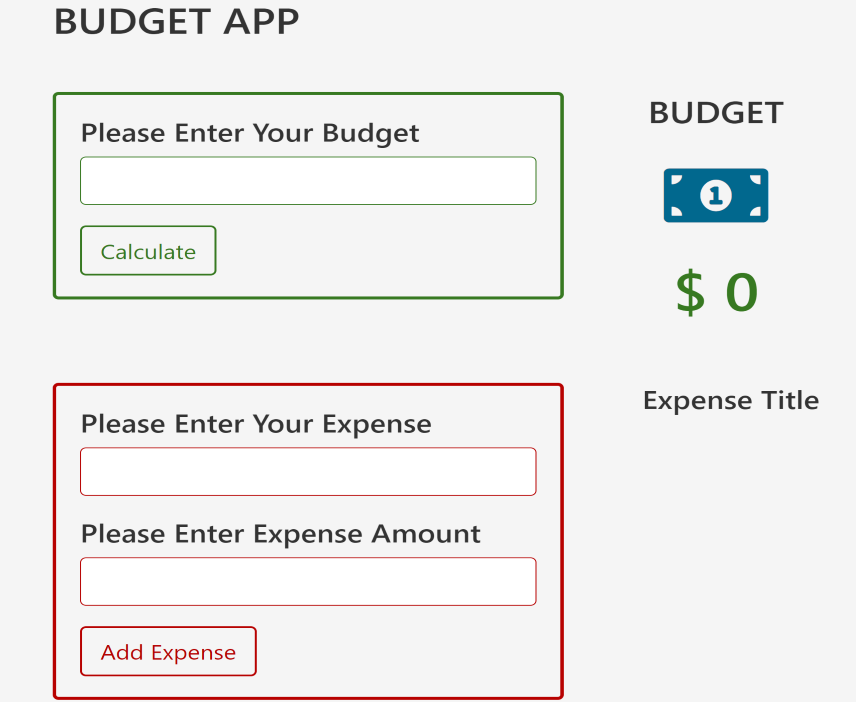 BUDGET APP
Please Enter Your Budget
Calculate
BUDGET
1
$ 0
Please Enter Your Expense
Please Enter Expense Amount
Add Expense
Expense Title